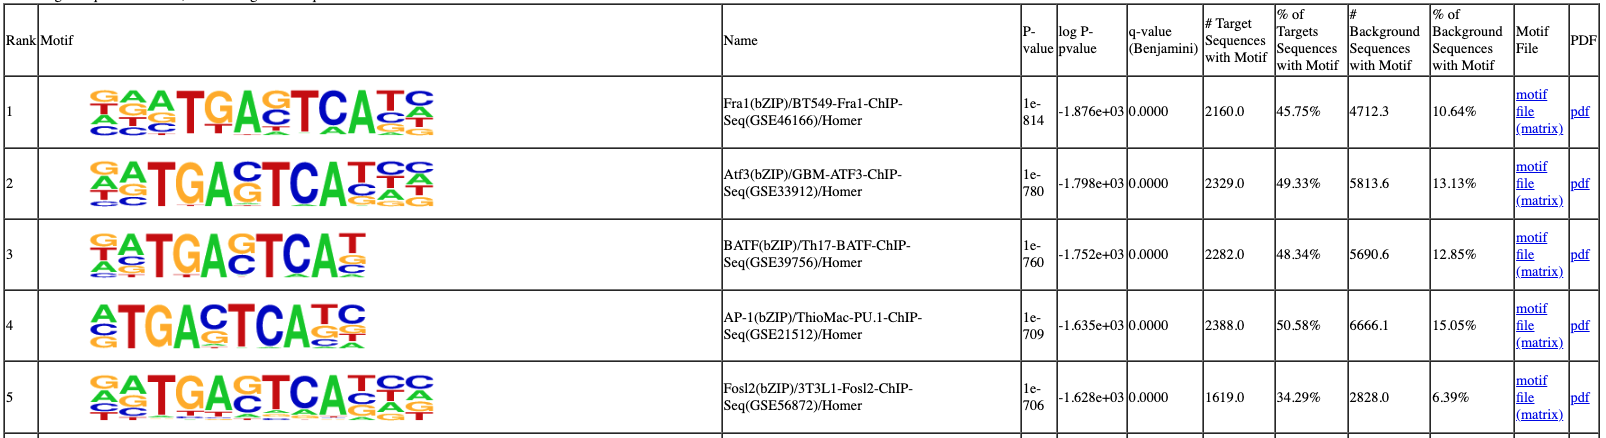 Rank Motif Name P-value log P-pvalue q-value (Benjamini) # Target Sequences with Motif % of Targets Sequences with Motif # Background Sequences with Motif % of Background Sequences with Motif Motif File PDF
1 Fra1(bZIP)/BT549-Fra1-ChIP-Seq(GSE46166)/Homer 1e-814 -1.876e+03 0.0000 2160.0 45.75% 4712.3 10.64% motif file (matrix) pdf
2 Atf3(bZIP)/GBM-ATF3-ChIP-Seq(GSE33912)/Homer 1e-780 -1.798e+03 0.0000 2329.0 49.33% 5813.6 13.13% motif file (matrix) pdf
3 BATF(bZIP)/Th17-BATF-ChIP-Seq(GSE39756)/Homer 1e-760 -1.752e+03 0.0000 2282.0 48.34% 5690.6 12.85% motif file (matrix) pdf
4 AP-1(bZIP)/ThioMac-PU.1-ChIP-Seq(GSE21512)/Homer 1e-709 -1.635e+03 0.0000 2388.0 50.58% 6666.1 15.05% motif file (matrix) pdf
5 Fosl2(bZIP)/3T3L1-Fosl2-ChIP-Seq(GSE56872)/Homer 1e-706 -1.628e+03 0.0000 1619.0 34.29% 2828.0 6.39% motif file (matrix) pdf